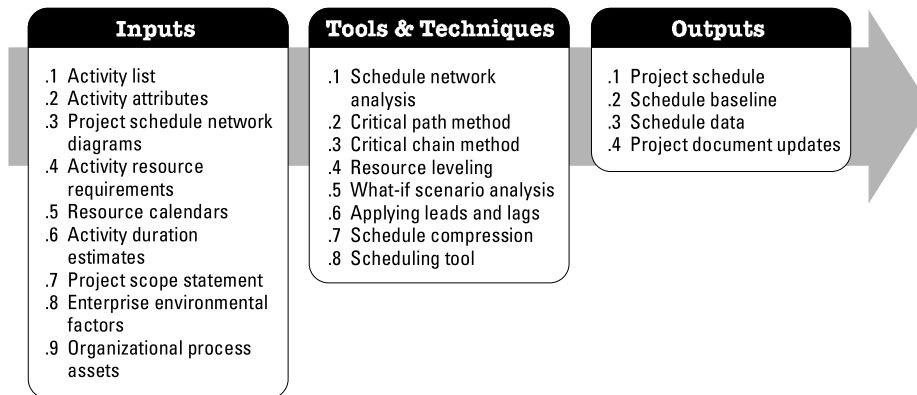 Inputs
.1 Activity list
.2 Activity attributes
.3 Project schedule network
diagrams
.4 Activity resource
requirements
.5 Resource calendars
.6 Activity duration
estimates
.7 Project scope statement
.8 Enterprise environmental
factors
.9 Organizational process
assets
Tools & Techniques
.1 Schedule network
analysis
.2 Critical path method
.3 Critical chain method
.4 Resource leveling
.5 What-if scenario analysis
.6 Applying leads and lags
.7 Schedule compression
.8 Scheduling tool
Outputs
.1 Project schedule
.2 Schedule baseline
.3 Schedule data
.4 Project document updates